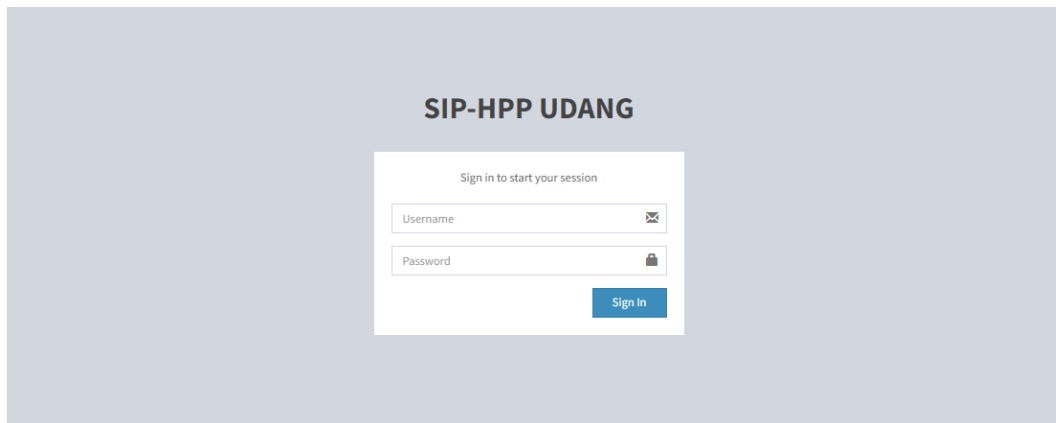 SIP-HPP UDANG
Sign in to start your session
Username
Password
Sign In